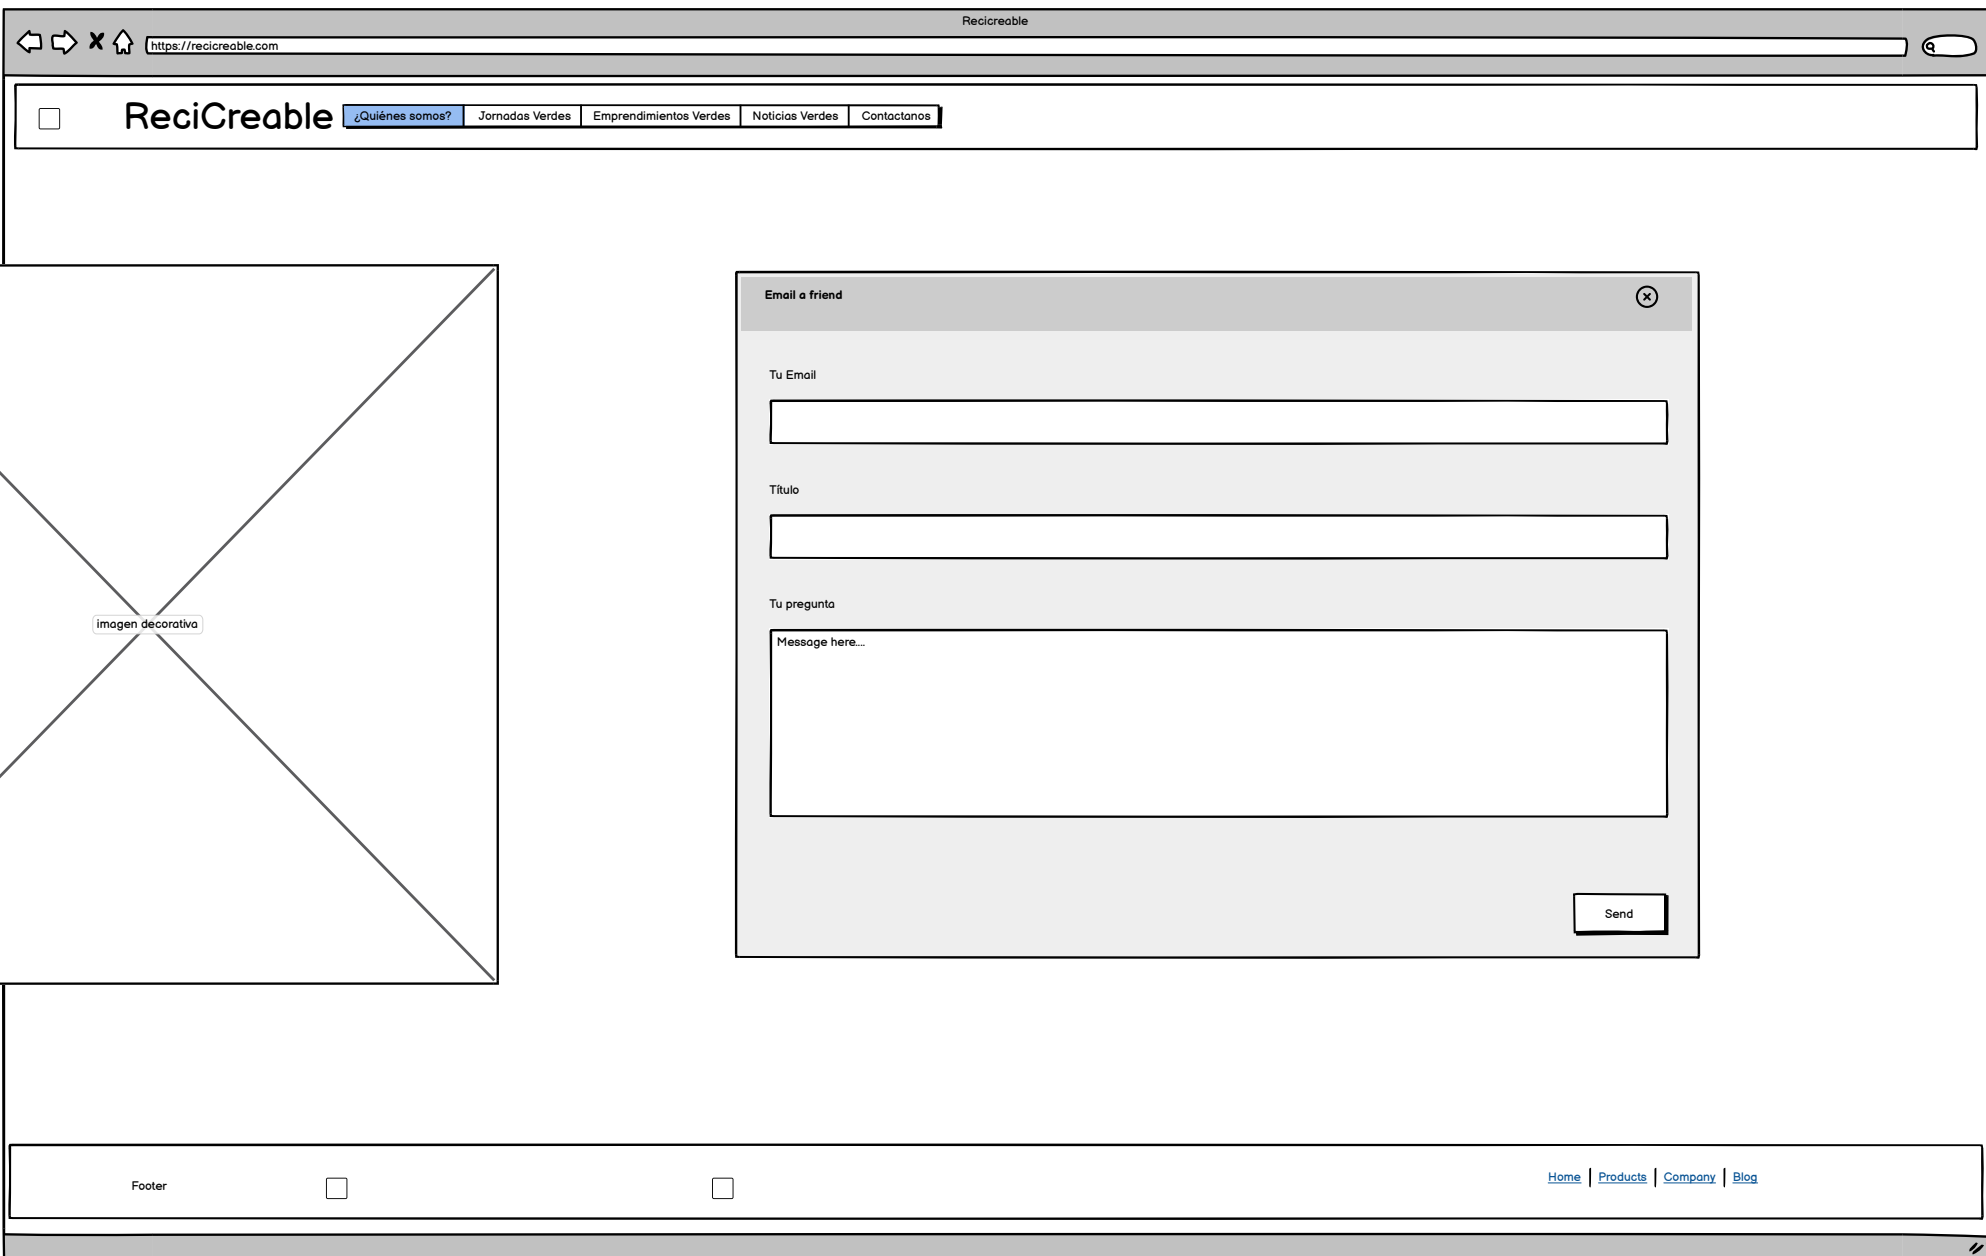 Recicreable
https://recicreable.com
ReciCreable
¿Quiénes somos? Jornadas Verdes Emprendimientos Verdes Noticias Verdes Contactanos
Email a friend
Tu Email
Título
Tu pregunta
imagen decorativa
Message here....
Send
Footer
Home Products Company Blog